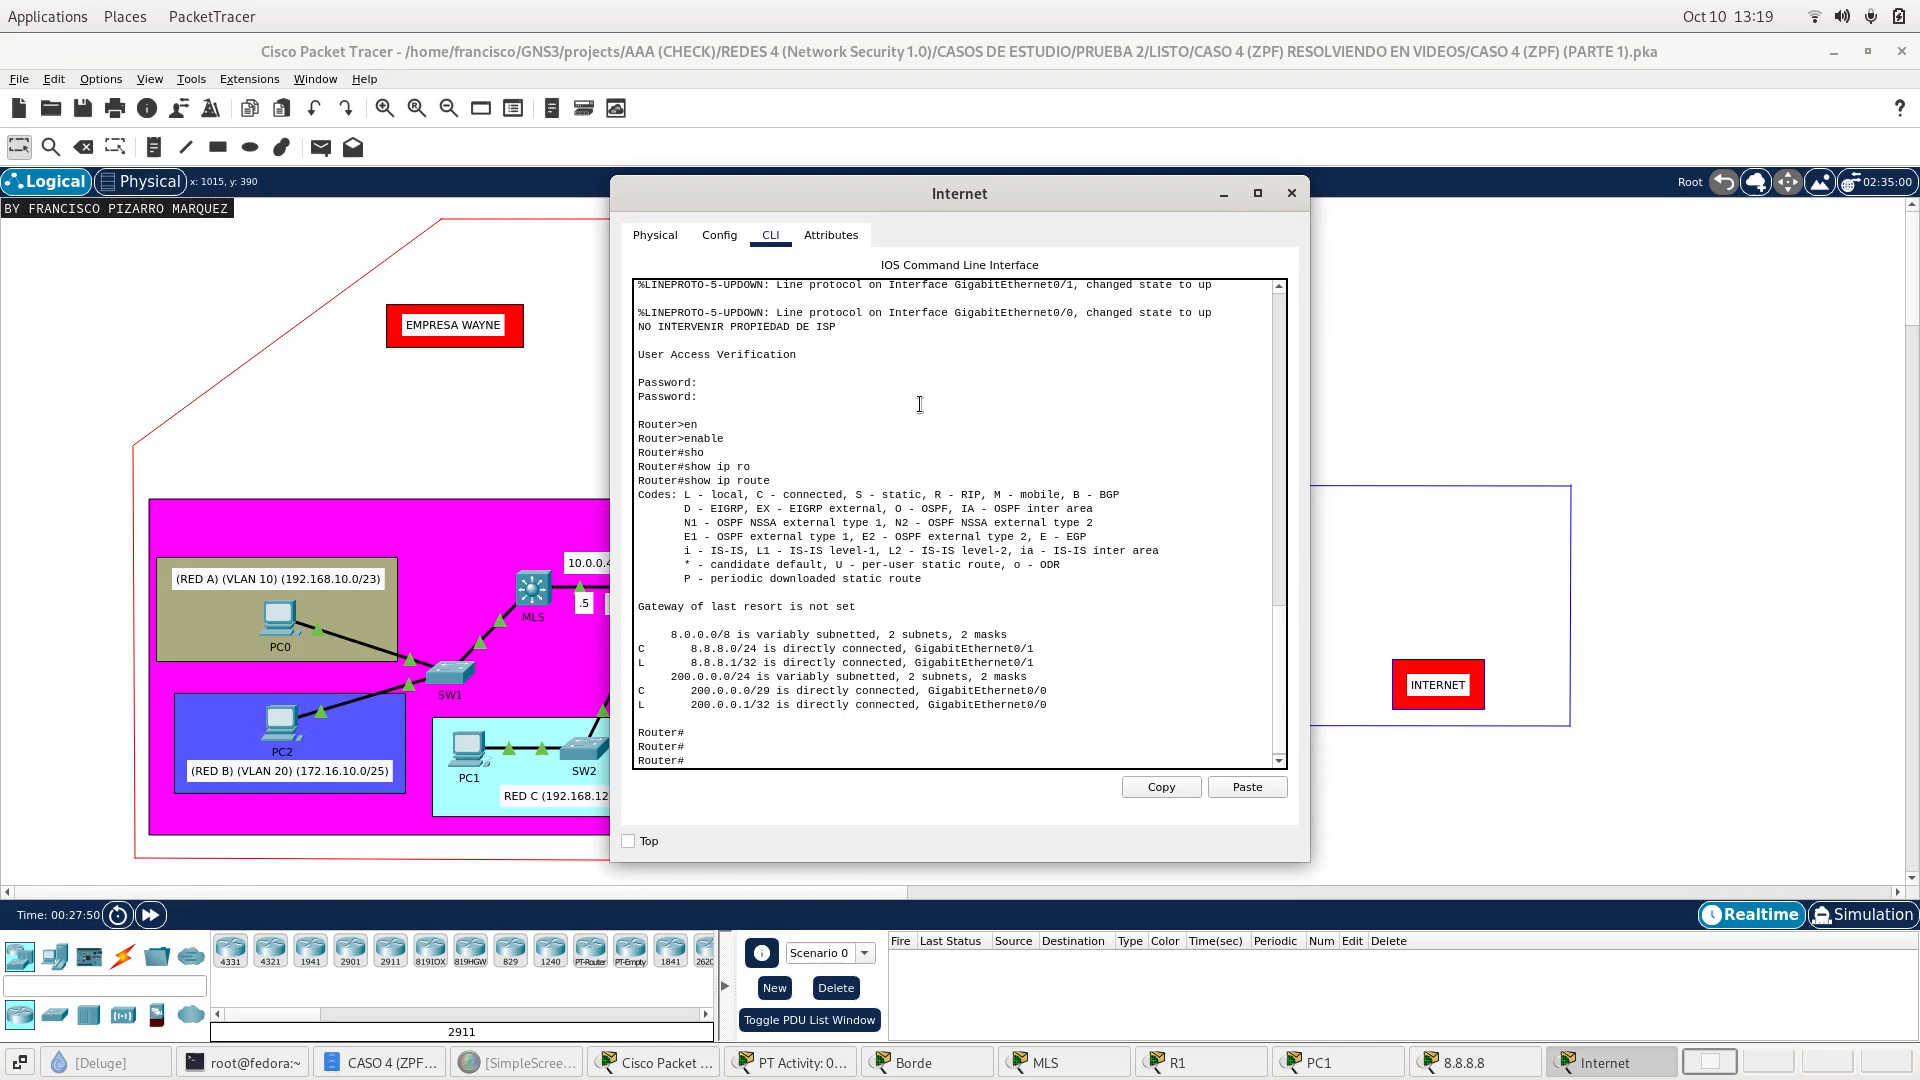 Applications Places PacketTracer Oct 10 13:19
Cisco Packet Tracer - /home/francisco/GNS3/projects/AAA (CHECK)/REDES 4 (Network Security 1.0)/CASOS DE ESTUDIO/PRUEBA 2/LISTO/CASO 4 (ZPF) RESOLVIENDO EN VIDEOS/CASO 4 (ZPF) (PARTE 1).pka
File Edit Options View Tools Extensions Window Help
Logical Physical x: 1015, y: 390 Root 02:35:00
BY FRANCISCO PIZARRO MARQUEZ
EMPRESA WAYNE
(RED A) (VLAN 10) (192.168.10.0/23)
PC0
MLS
10.0.0.4
.5
SW1
PC2
(RED B) (VLAN 20) (172.16.10.0/25)
PC1
SW2
RED C (192.168.12
INTERNET
Internet
Physical Config CLI Attributes
IOS Command Line Interface
%LINEPROTO-5-UPDOWN: Line protocol on Interface GigabitEthernet0/1, changed state to up
%LINEPROTO-5-UPDOWN: Line protocol on Interface GigabitEthernet0/0, changed state to up
NO INTERVENIR PROPIEDAD DE ISP
User Access Verification
Password:
Password:
Router>en
Router>enable
Router#sho
Router#show ip ro
Router#show ip route
Codes: L - local, C - connected, S - static, R - RIP, M - mobile, B - BGP
D - EIGRP, EX - EIGRP external, O - OSPF, IA - OSPF inter area
N1 - OSPF NSSA external type 1, N2 - OSPF NSSA external type 2
E1 - OSPF external type 1, E2 - OSPF external type 2, E - EGP
i - IS-IS, L1 - IS-IS level-1, L2 - IS-IS level-2, ia - IS-IS inter area
* - candidate default, U - per-user static route, o - ODR
P - periodic downloaded static route
Gateway of last resort is not set
8.0.0.0/8 is variably subnetted, 2 subnets, 2 masks
C 8.8.8.0/24 is directly connected, GigabitEthernet0/1
L 8.8.8.1/32 is directly connected, GigabitEthernet0/1
200.0.0.0/24 is variably subnetted, 2 subnets, 2 masks
C 200.0.0.0/29 is directly connected, GigabitEthernet0/0
L 200.0.0.1/32 is directly connected, GigabitEthernet0/0
Router#
Router#
Router#
Copy Paste
Top
Time: 00:27:50 Realtime Simulation
4331 4321 1941 2901 2911 819IOX 819HGW 829 1240 PT-Router PT-Empty 1841 2620
2911
Scenario 0
New Delete
Toggle PDU List Window
Fire Last Status Source Destination Type Color Time(sec) Periodic Num Edit Delete
[Deluge] root@fedora:~ CASO 4 (ZPF... [SimpleScree... Cisco Packet ... PT Activity: 0... Borde MLS R1 PC1 8.8.8.8 Internet